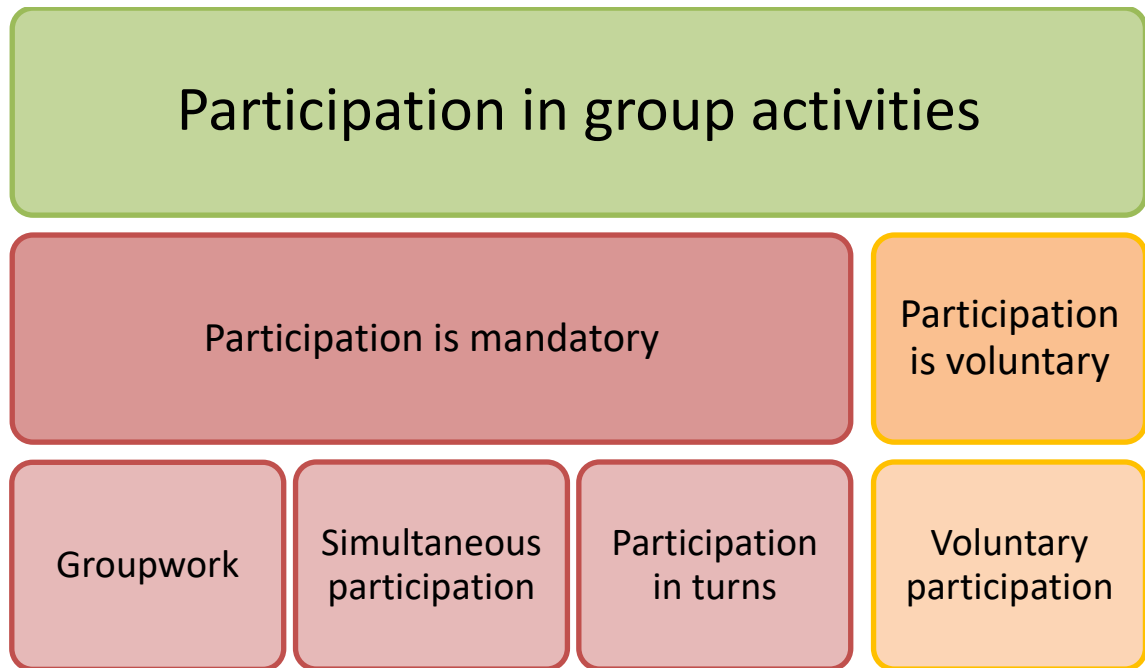 Participation in group activities
Participation is mandatory
Participation
is voluntary
Groupwork
Simultaneous
participation
Participation
in turns
Voluntary
participation